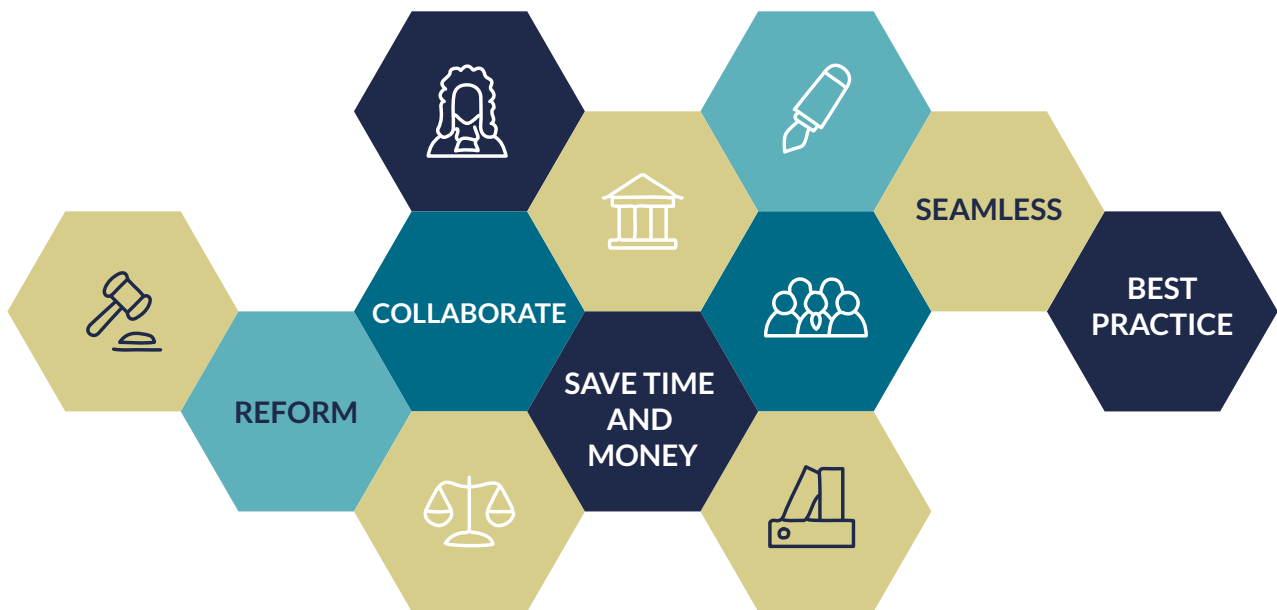 SEAMLESS
BEST
PRACTICE
COLLABORATE
SAVE TIME
AND
MONEY
REFORM